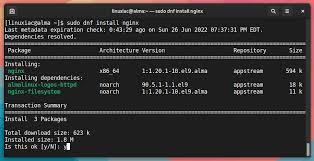 linuxiac@alma:~
[linuxiac@alma ~]$ sudo dnf install nginx
Last metadata expiration check: 0:43:29 ago on Sun 26 Jun 2022 07:37:31 PM EDT.
Dependencies resolved.
Package Architecture Version Repository Size
Installing:
nginx x86_64 1:1.20.1-10.el9.alma appstream 594 k
Installing dependencies:
almalinux-logos-httpd noarch 90.5.1-1.1.el9 appstream 18 k
nginx-filesystem noarch 1:1.20.1-10.el9.alma appstream 11 k
Transaction Summary
Install 3 Packages
Total download size: 623 k
Installed size: 1.8 M
Is this ok [y/N]: y